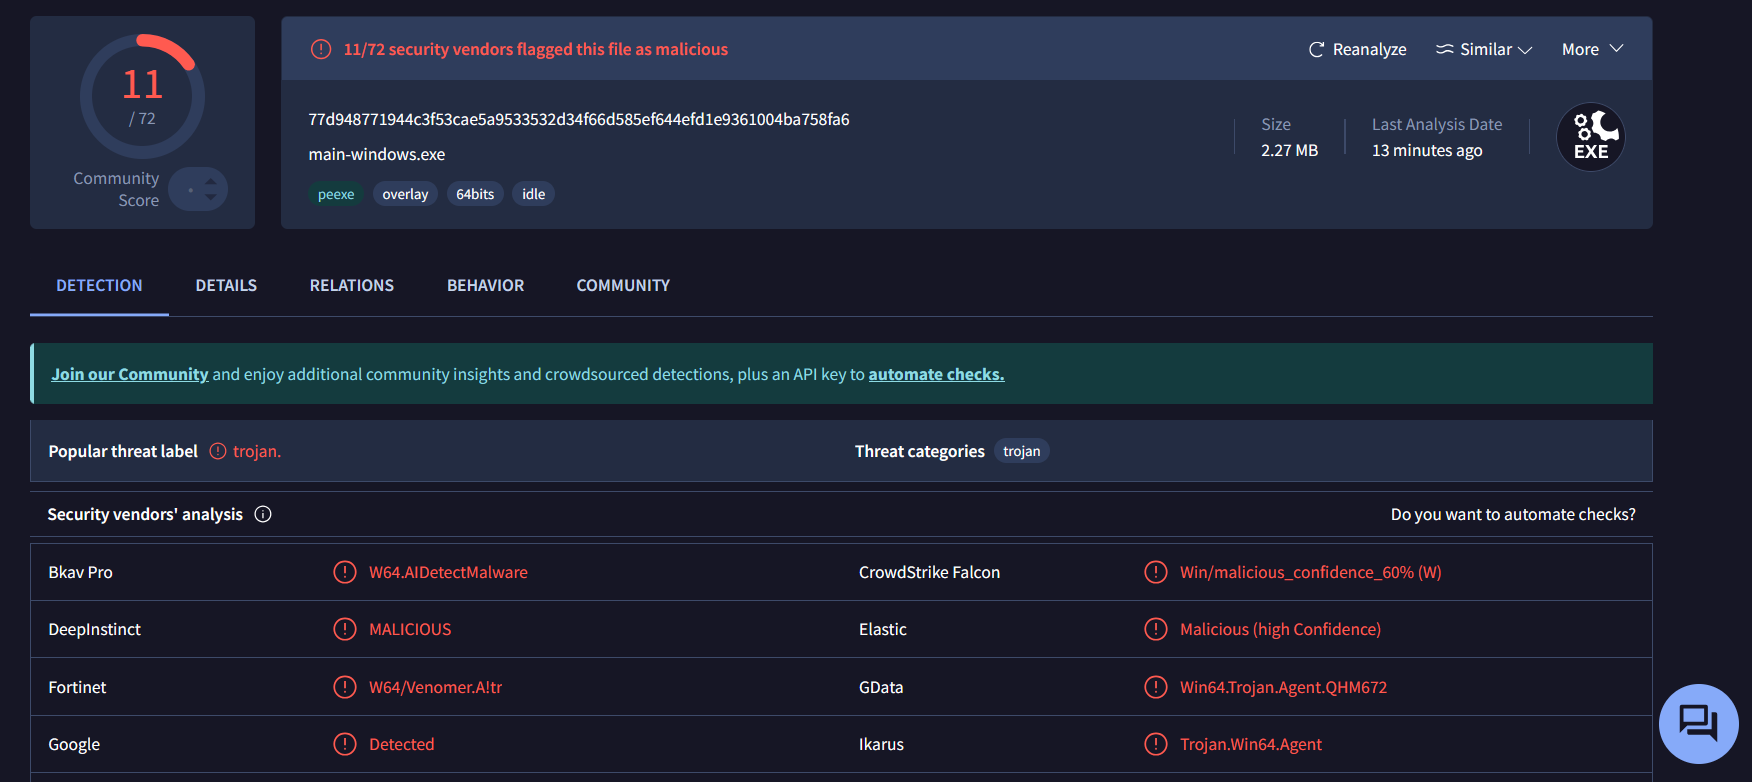 11
/ 72
Community
Score
11/72 security vendors flagged this file as malicious
Reanalyze
Similar
More
77d948771944c3f53cae5a9533532d34f66d585ef644efd1e9361004ba758fa6
main-windows.exe
peexe
overlay
64bits
idle
Size
2.27 MB
Last Analysis Date
13 minutes ago
EXE
DETECTION
DETAILS
RELATIONS
BEHAVIOR
COMMUNITY
Join our Community and enjoy additional community insights and crowdsourced detections, plus an API key to automate checks.
Popular threat label
trojan.
Threat categories
trojan
Security vendors' analysis
Do you want to automate checks?
Bkav Pro
W64.AIDetectMalware
CrowdStrike Falcon
Win/malicious_confidence_60% (W)
DeepInstinct
MALICIOUS
Elastic
Malicious (high Confidence)
Fortinet
W64/Venomer.A!tr
GData
Win64.Trojan.Agent.QHM672
Google
Detected
Ikarus
Trojan.Win64.Agent